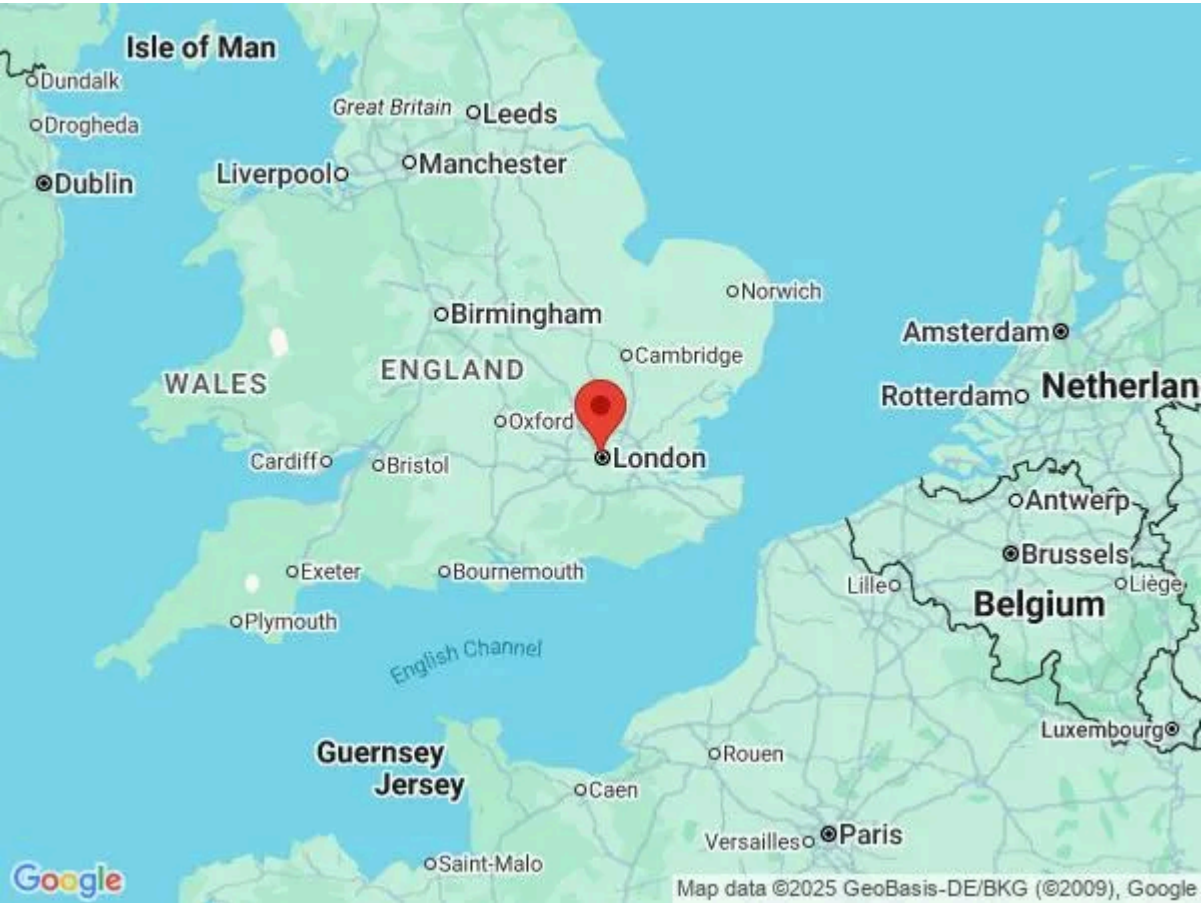 Isle of Man
Dundalk
Great Britain
Leeds
Drogheda
Manchester
Liverpool
Dublin
Norwich
Birmingham
Amsterdam
Cambridge
ENGLAND
WALES
Netherlan
Rotterdam
Oxford
London
Cardiff
Bristol
Antwerp
Brussels
Exeter
Bournemouth
Lille
Liège
Belgium
Plymouth
English Channel
Luxembourg
Guernsey
Rouen
Jersey
Caen
Paris
Versailles
Saint-Malo
Google
Map data ©2025 GeoBasis-DE/BKG (©2009), Google